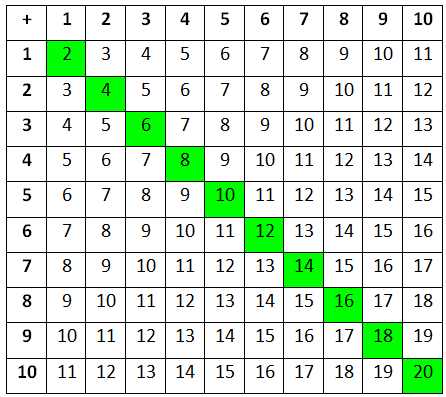 + 1 2 3 4 5 6 7 8 9 10
1 2 3 4 5 6 7 8 9 10 11
2 3 4 5 6 7 8 9 10 11 12
3 4 5 6 7 8 9 10 11 12 13
4 5 6 7 8 9 10 11 12 13 14
5 6 7 8 9 10 11 12 13 14 15
6 7 8 9 10 11 12 13 14 15 16
7 8 9 10 11 12 13 14 15 16 17
8 9 10 11 12 13 14 15 16 17 18
9 10 11 12 13 14 15 16 17 18 19
10 11 12 13 14 15 16 17 18 19 20